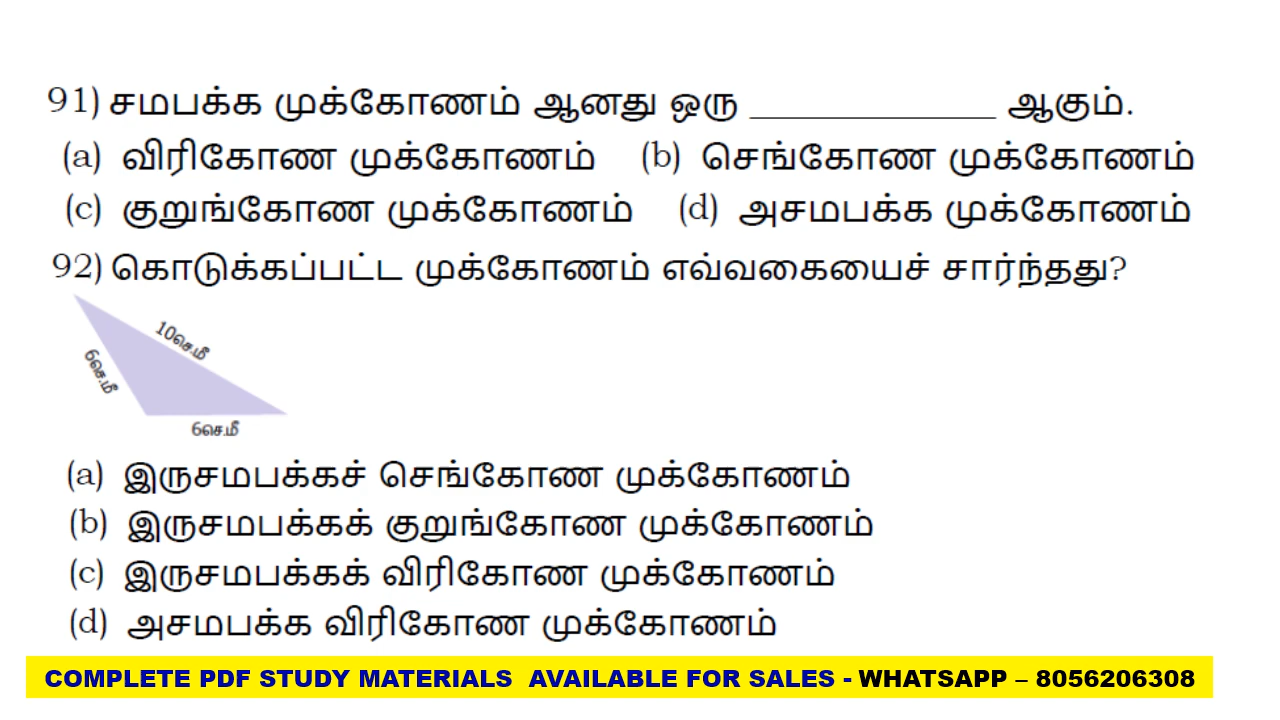 91) சமபக்க முக்கோணம் ஆனது ஒரு ______________ ஆகும்.
(a) விரிகோண முக்கோணம் (b) செங்கோண முக்கோணம்
(c) குறுங்கோண முக்கோணம் (d) அசமபக்க முக்கோணம்
92) கொடுக்கப்பட்ட முக்கோணம் எவ்வகையைச் சார்ந்தது?
10செ.மீ
6செ.மீ
6செ.மீ
(a) இருசமபக்கச் செங்கோண முக்கோணம்
(b) இருசமபக்கக் குறுங்கோண முக்கோணம்
(c) இருசமபக்கக் விரிகோண முக்கோணம்
(d) அசமபக்க விரிகோண முக்கோணம்
COMPLETE PDF STUDY MATERIALS AVAILABLE FOR SALES - WHATSAPP – 8056206308